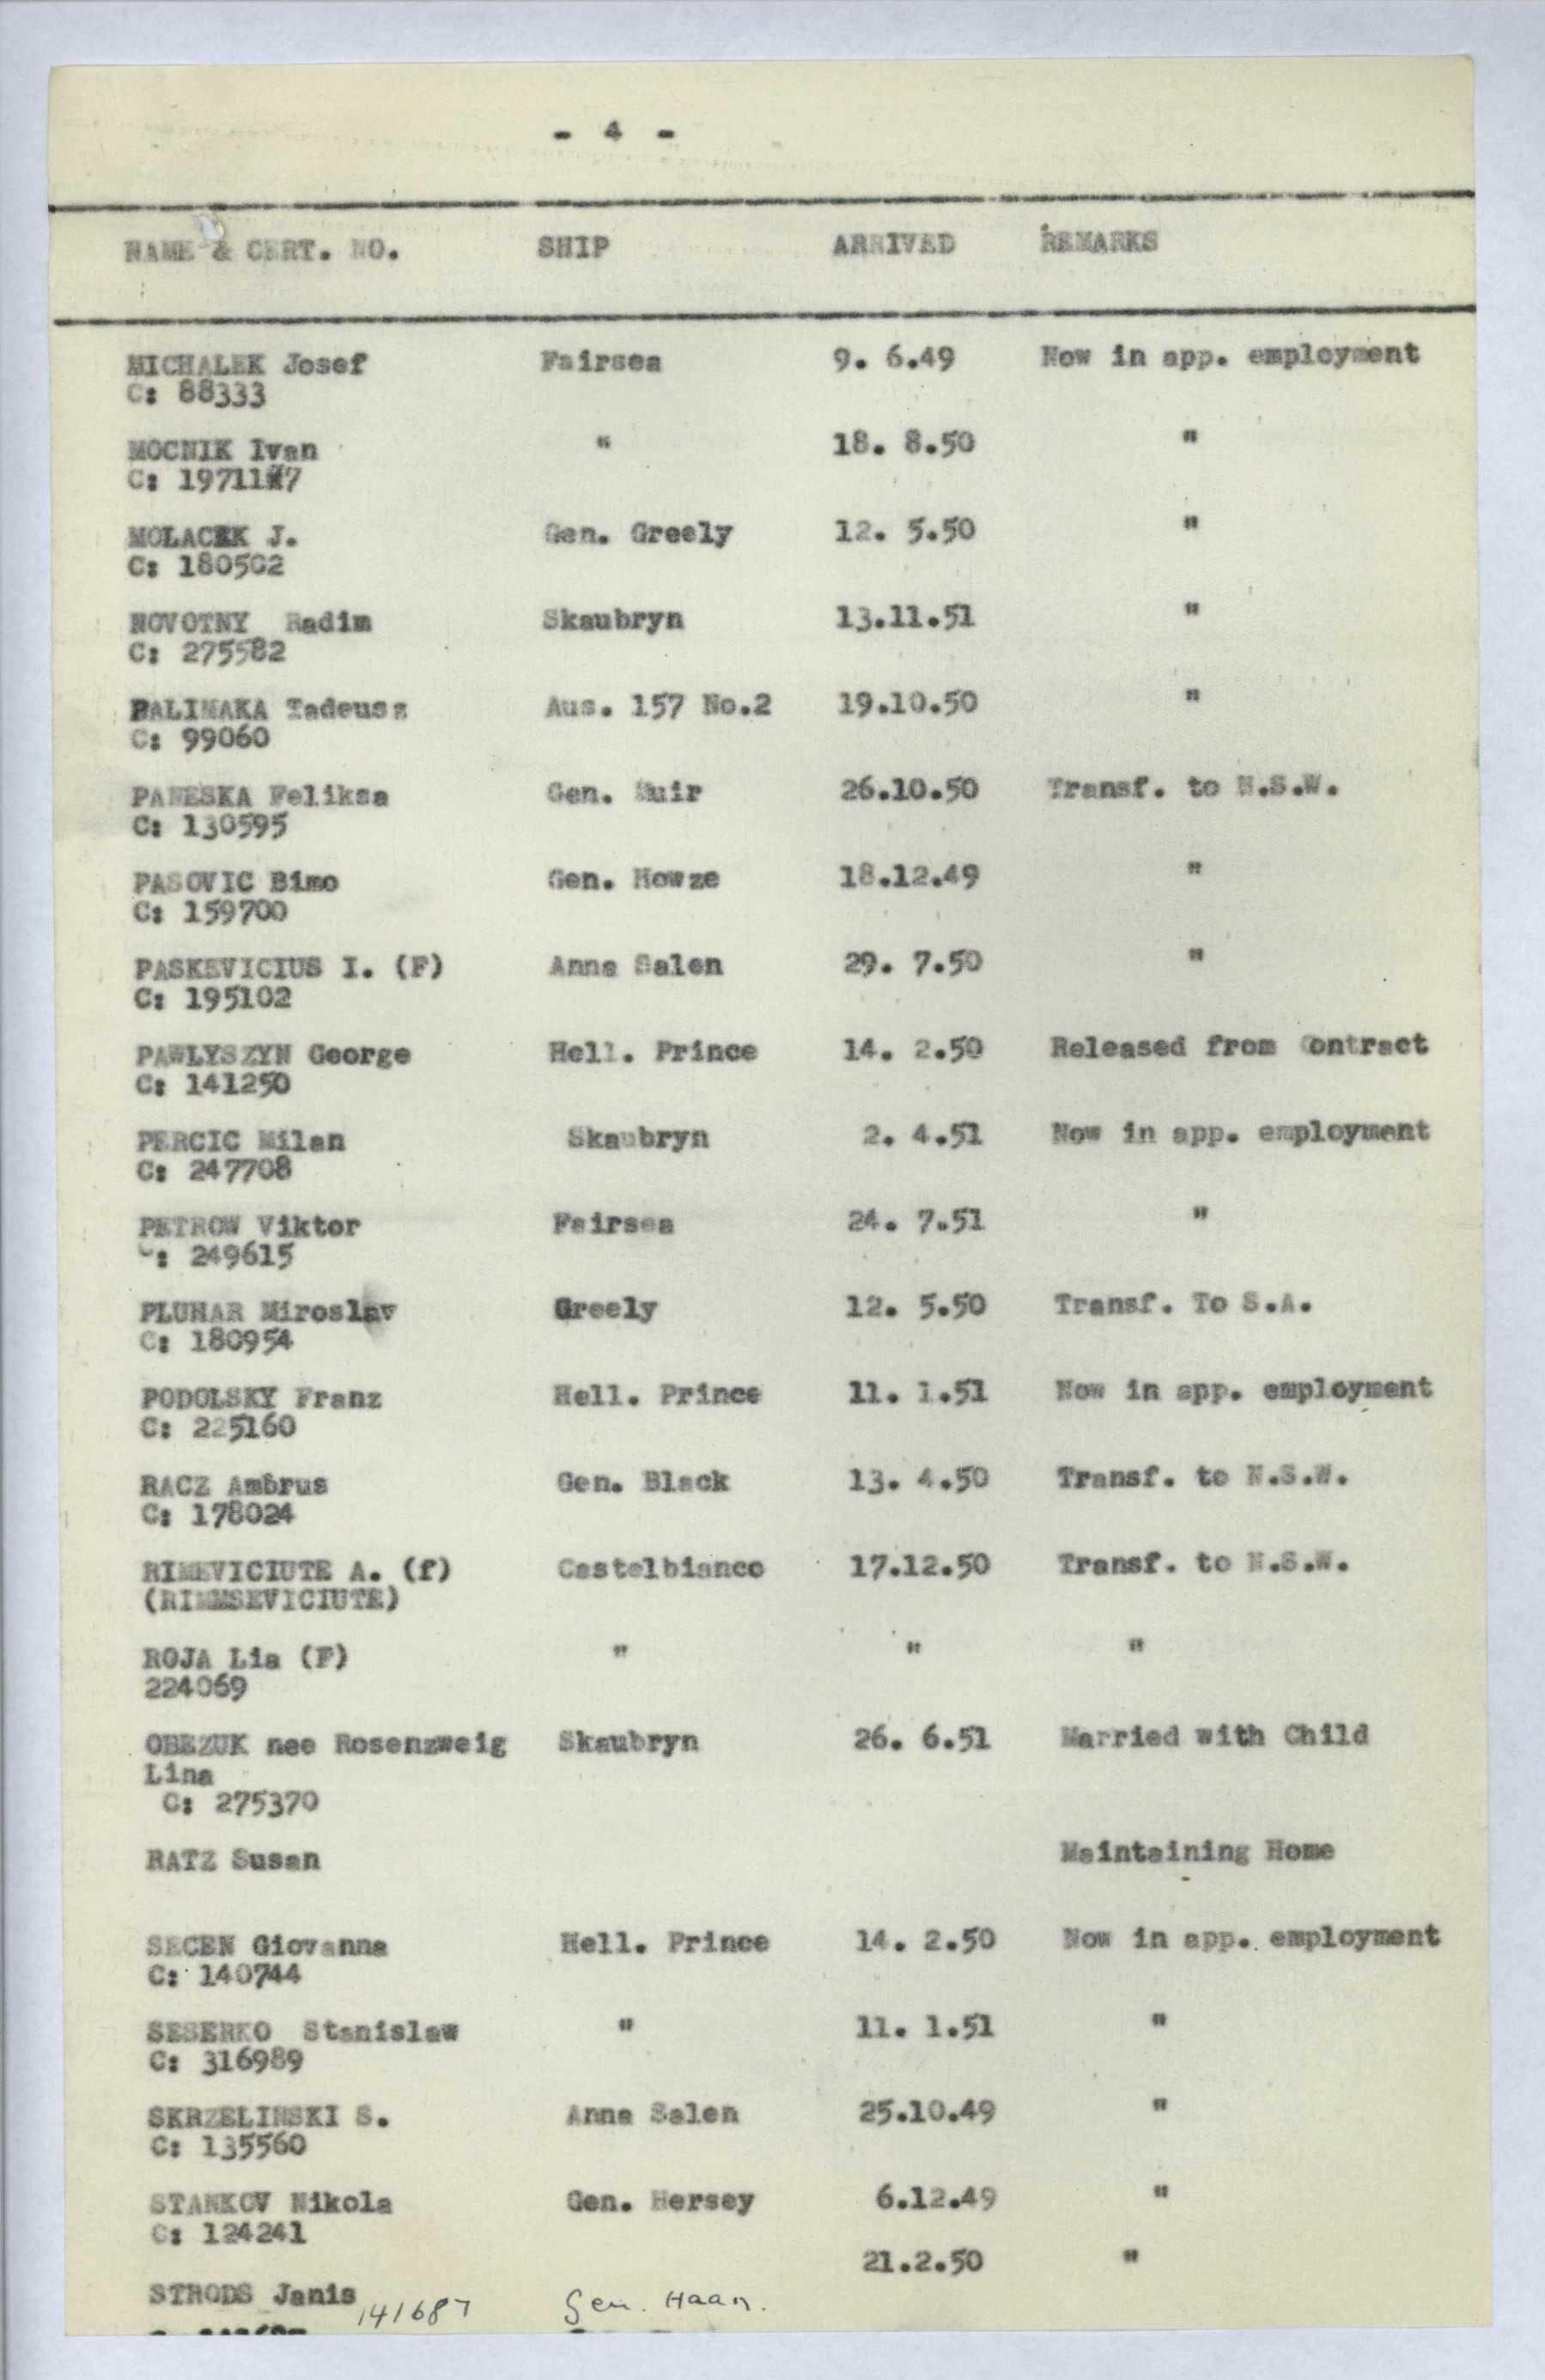 - 4 -
NAME & CERT. NO. SHIP ARRIVED REMARKS
MICHALEK Josef Fairsea 9. 6.49 Now in app. employment
C: 88333
MOCNIK Ivan " 18. 8.50 "
C: 197117
MOLACEK J. Gen. Greely 12. 5.50 "
C: 180502
NOVOTNY Radim Skaubryn 13.11.51 "
C: 275582
PALIMAKA Tadeusz Aus. 157 No.2 19.10.50 "
C: 99060
PANESKA Feliksa Gen. Muir 26.10.50 Transf. to N.S.W.
C: 130595
PASOVIC Bimo Gen. Howze 18.12.49 "
C: 159700
PASKEVICIUS I. (F) Anna Salen 29. 7.50 "
C: 195102
PAWLYSZYN George Hell. Prince 14. 2.50 Released from Contract
C: 141250
PERCIC Milan Skaubryn 2. 4.51 Now in app. employment
C: 247708
PETROW Viktor Fairsea 24. 7.51 "
C: 249615
PLUHAR Miroslav Greely 12. 5.50 Transf. To S.A.
C: 180954
PODOLSKY Franz Hell. Prince 11. 1.51 Now in app. employment
C: 225160
RACZ Ambrus Gen. Black 13. 4.50 Transf. to N.S.W.
C: 178024
RIMEVICIUTE A. (f) Castelbianco 17.12.50 Transf. to N.S.W.
(RIMMSEVICIUTE)
ROJA Lia (F) " " "
224069
OBEZUK nee Rosenzweig Skaubryn 26. 6.51 Married with Child
Lina
C: 275370
RATZ Susan Maintaining Home
SECEN Giovanna Hell. Prince 14. 2.50 Now in app. employment
C: 140744
SESERKO Stanislaw " 11. 1.51 "
C: 316989
SKRZELINSKI S. Anna Salen 25.10.49 "
C: 135560
STANKOV Nikola Gen. Hersey 6.12.49 "
C: 124241
21.2.50 "
STRODS Janis 141687 Gen. Haan.